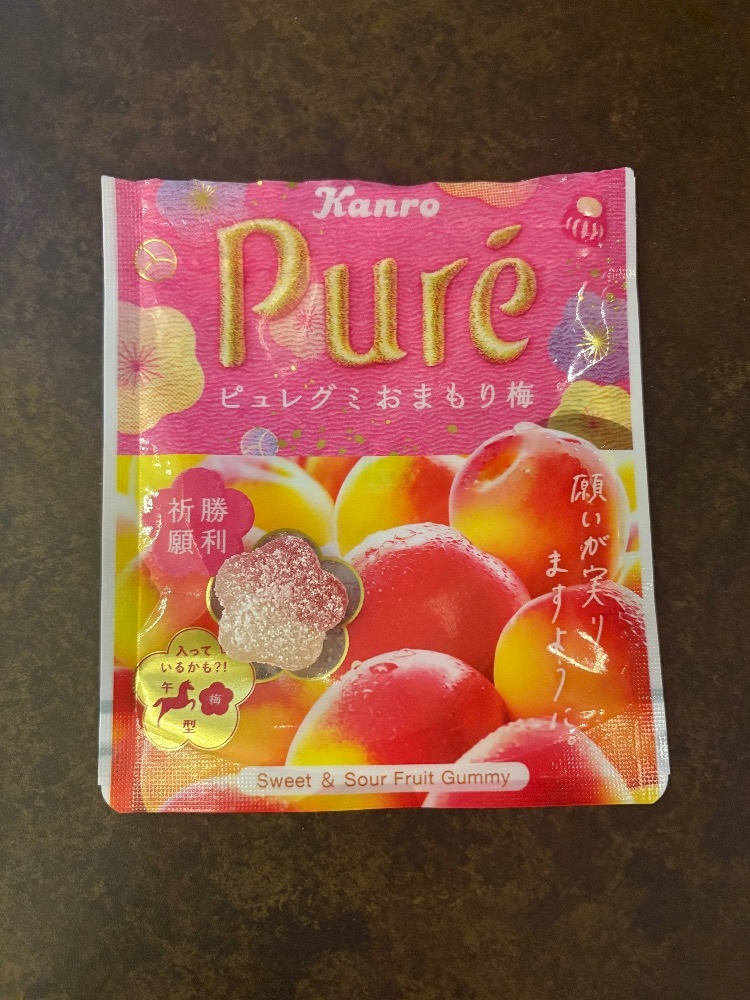 Kanro
Puré
ピュレグミおまもり梅
祈願
勝利
願いが実り
ますように。
入って
いるかも?!
午
梅
型
Sweet & Sour Fruit Gummy